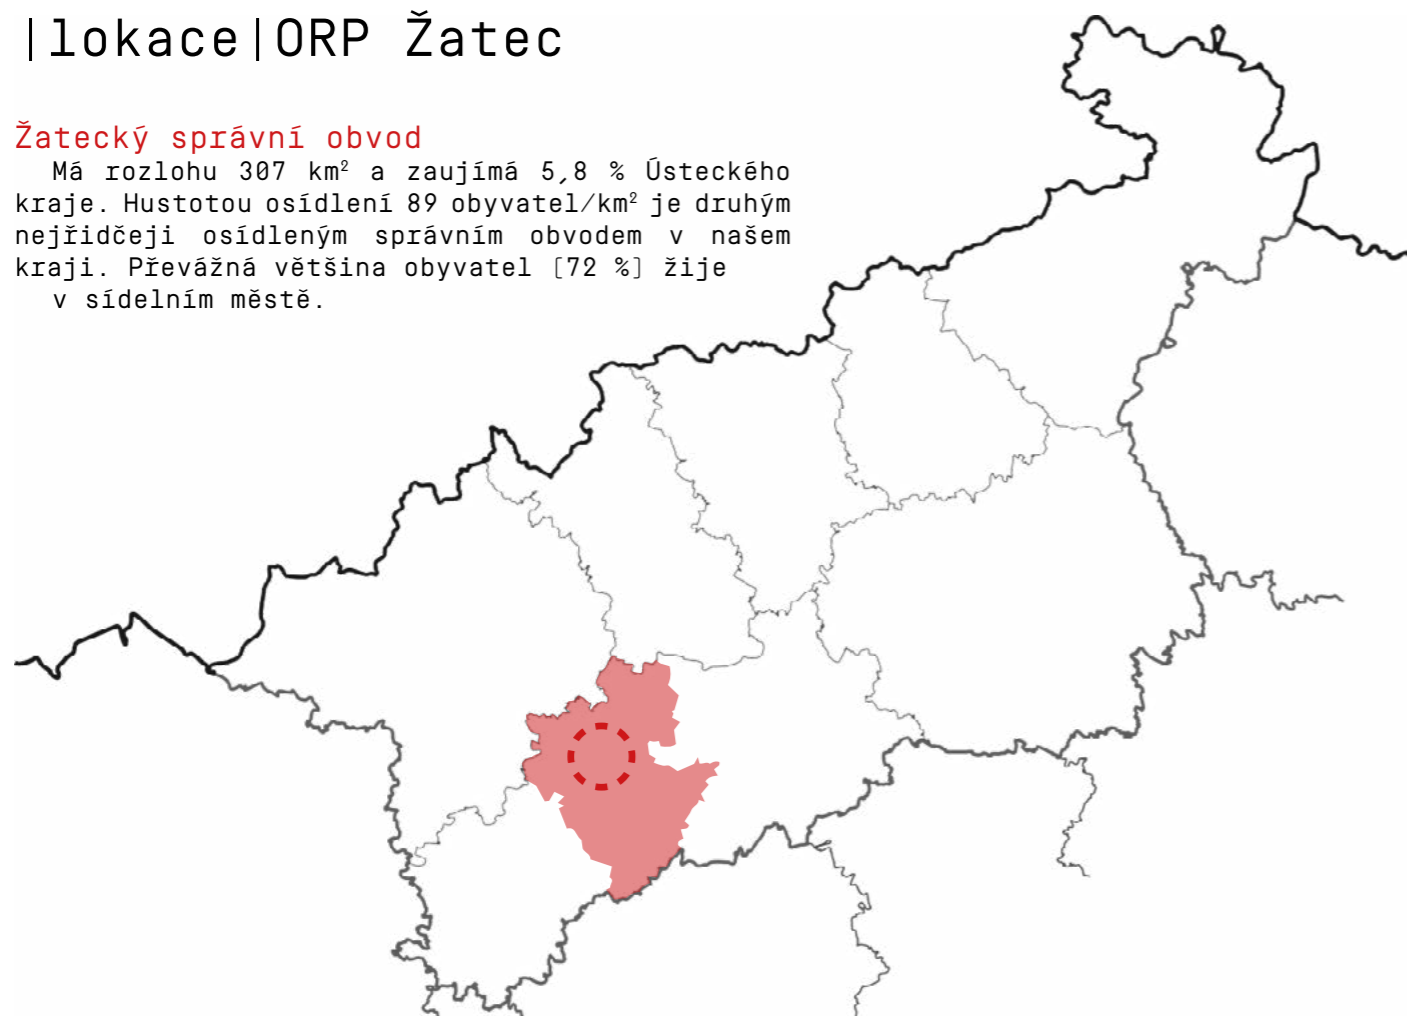 |lokace|ORP Žatec
Žatecký správní obvod
Má rozlohu 307 km² a zaujímá 5,8 % Ústeckého
kraje. Hustotou osídlení 89 obyvatel/km² je druhým
nejřidčeji osídleným správním obvodem v našem
kraji. Převážná většina obyvatel [72 %] žije
v sídelním městě.